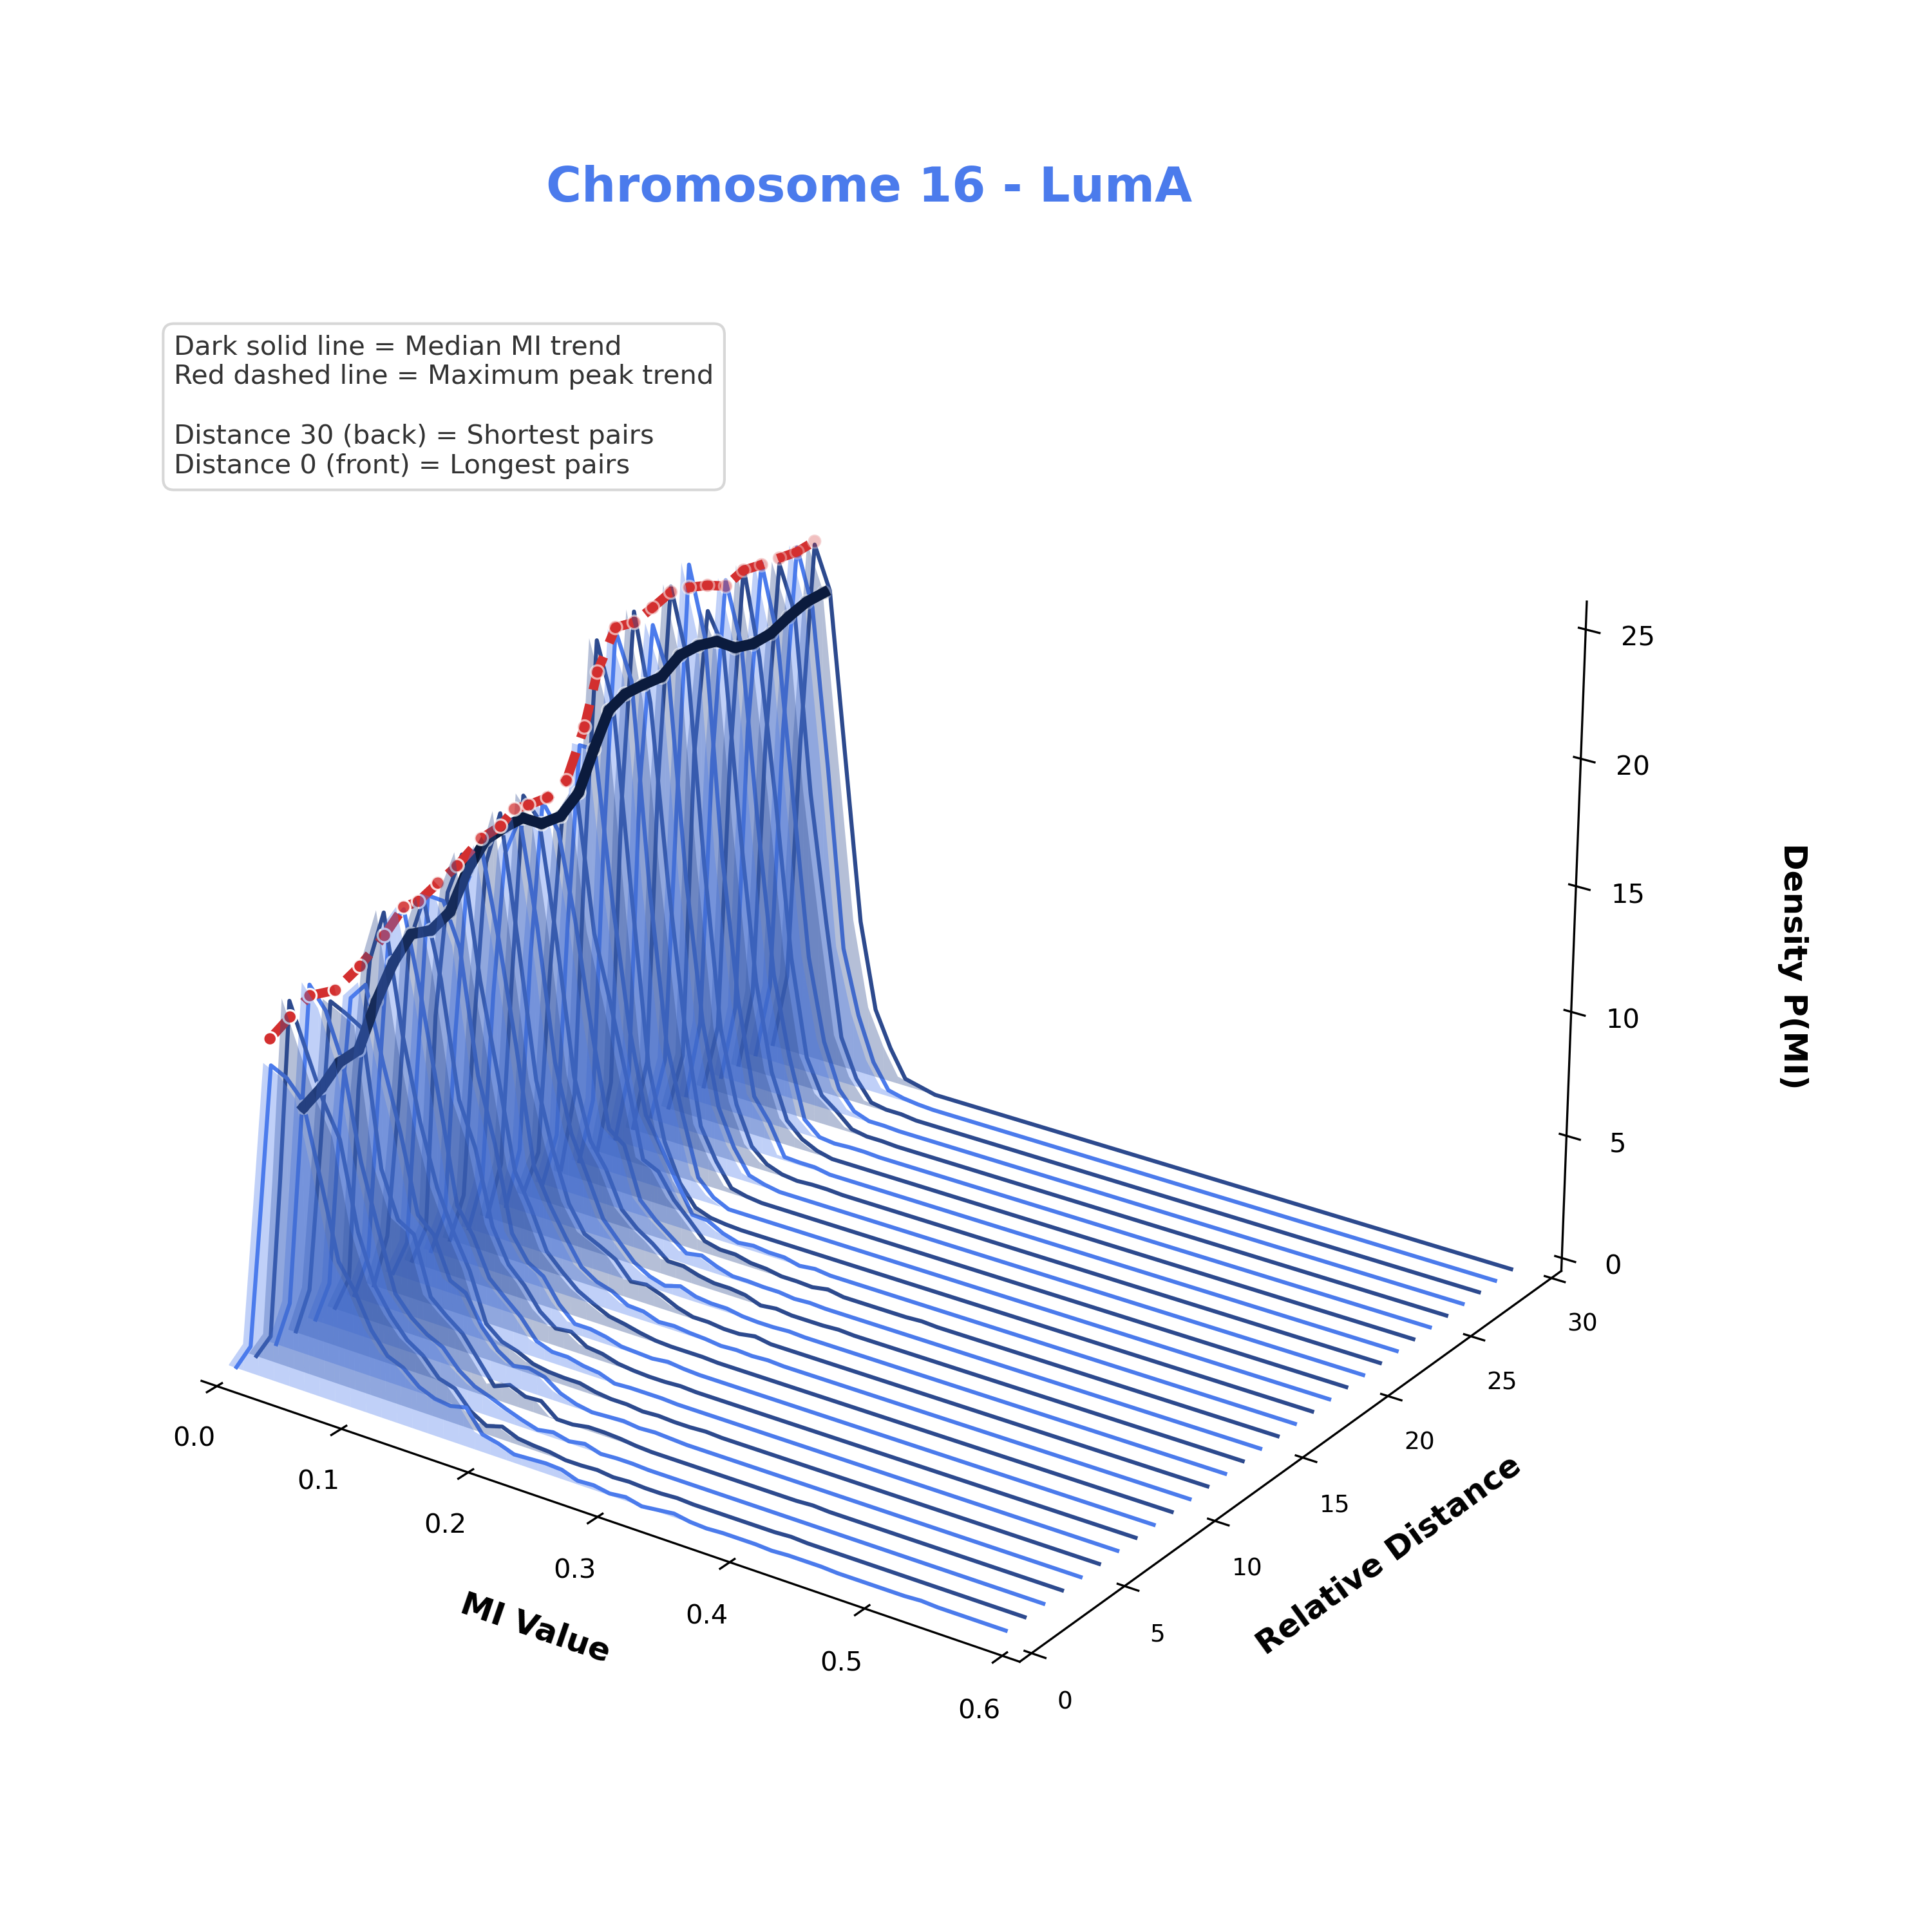 Chromosome 16 - LumA
Dark solid line = Median MI trend
Red dashed line = Maximum peak trend
Distance 30 (back) = Shortest pairs
Distance 0 (front) = Longest pairs
25
20
15
10
5
0
Density P(MI)
0.0
0.1
0.2
0.3
0.4
0.5
0.6
MI Value
0
5
10
15
20
25
30
Relative Distance